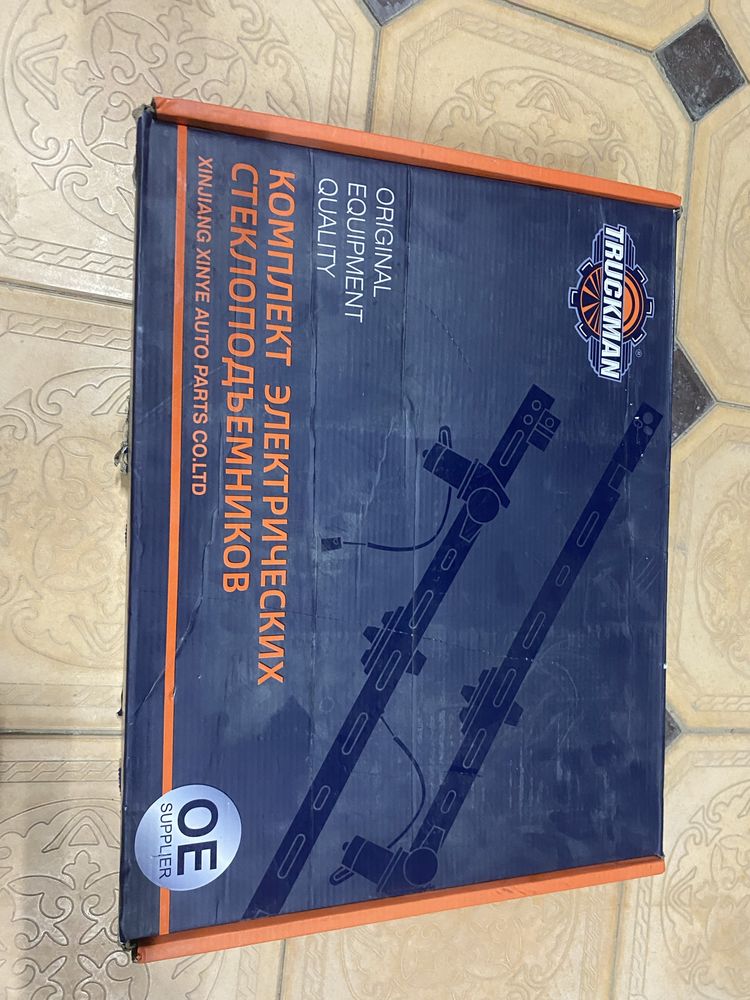 TRUCKMAN
®
ORIGINAL
EQUIPMENT
QUALITY
КОМПЛЕКТ ЭЛЕКТРИЧЕСКИХ
СТЕКЛОПОДЪЕМНИКОВ
XINJIANG XINYE AUTO PARTS CO.LTD
OE
SUPPLIER